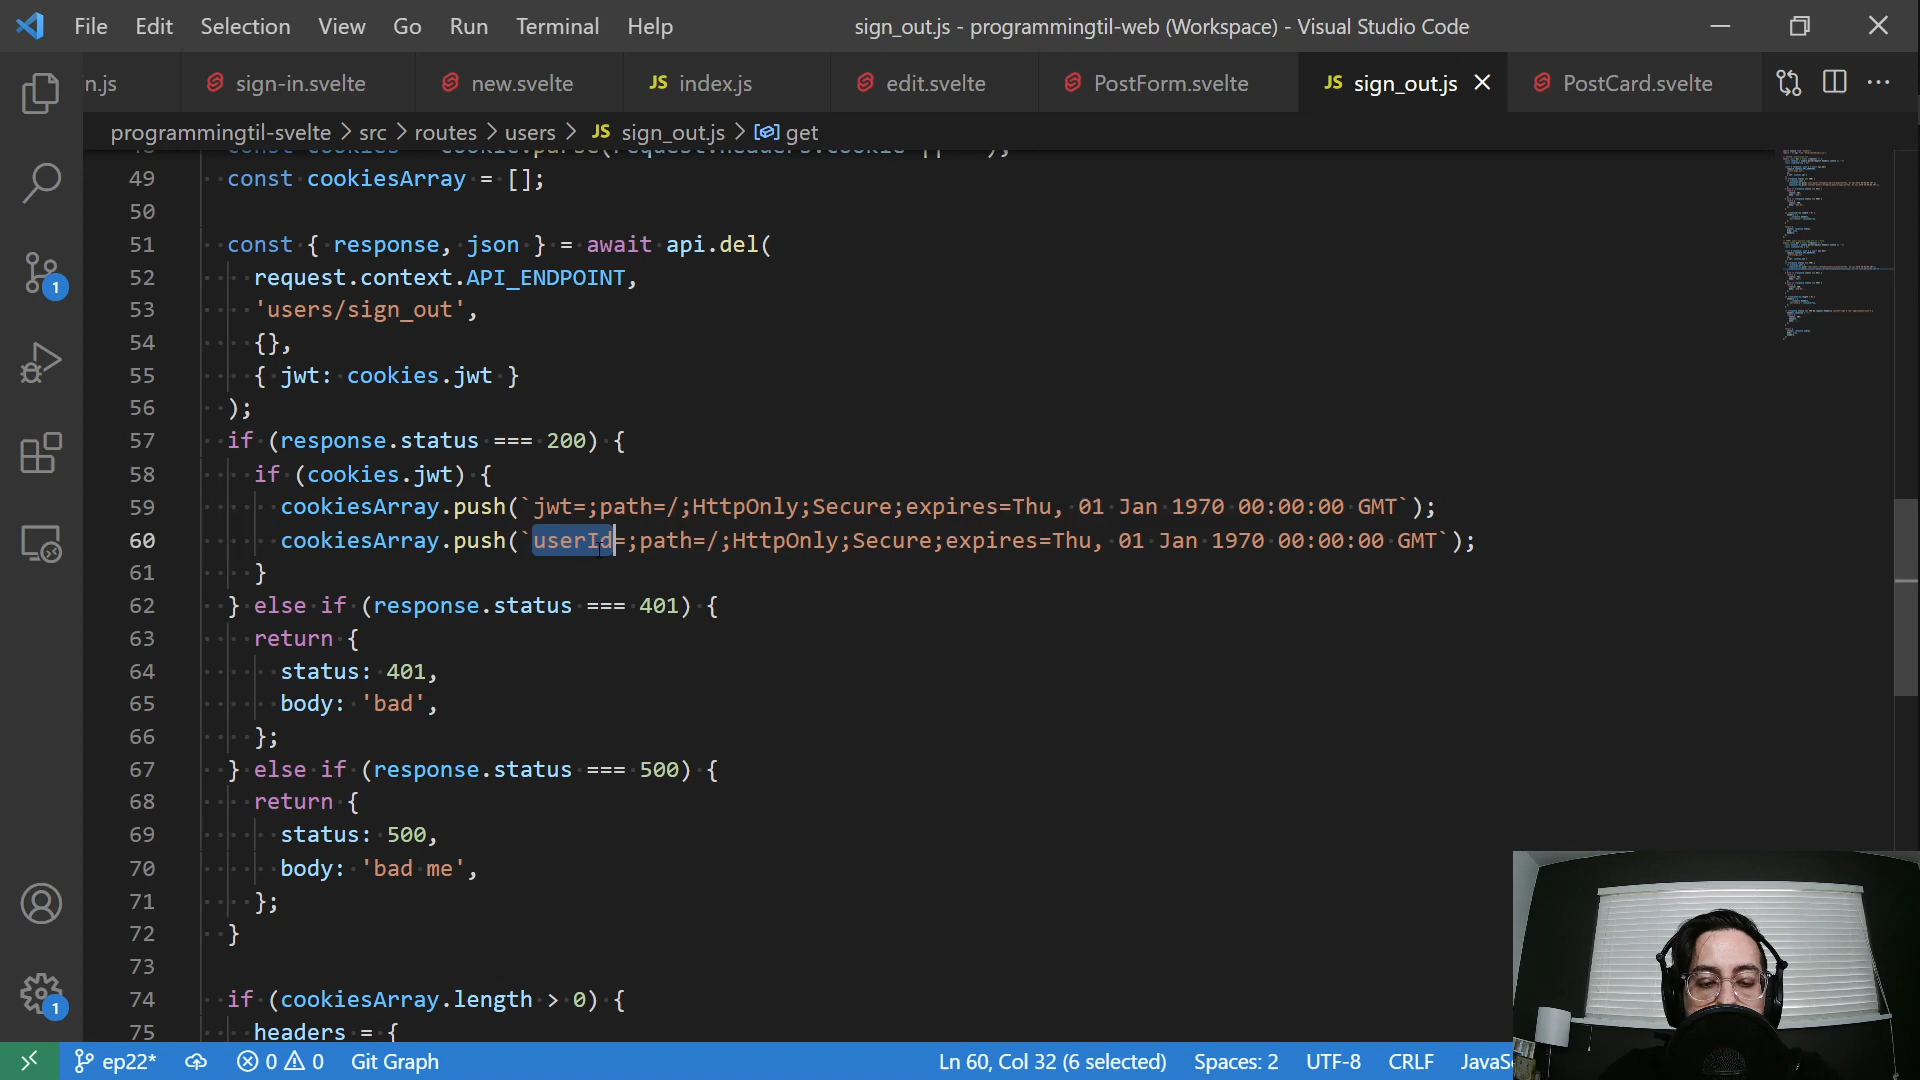 File Edit Selection View Go Run Terminal Help sign_out.js - programmingtil-web (Workspace) - Visual Studio Code
n.js sign-in.svelte new.svelte JS index.js edit.svelte PostForm.svelte JS sign_out.js PostCard.svelte
programmingtil-svelte > src > routes > users > JS sign_out.js > get
const cookies = cookie.parse(request.headers.cookie || '');
49 const cookiesArray = [];
50
51 const { response, json } = await api.del(
52 request.context.API_ENDPOINT,
53 'users/sign_out',
54 {},
55 { jwt: cookies.jwt }
56 );
57 if (response.status === 200) {
58 if (cookies.jwt) {
59 cookiesArray.push(`jwt=;path=/;HttpOnly;Secure;expires=Thu, 01 Jan 1970 00:00:00 GMT`);
60 cookiesArray.push(`userId=;path=/;HttpOnly;Secure;expires=Thu, 01 Jan 1970 00:00:00 GMT`);
61 }
62 } else if (response.status === 401) {
63 return {
64 status: 401,
65 body: 'bad',
66 };
67 } else if (response.status === 500) {
68 return {
69 status: 500,
70 body: 'bad me',
71 };
72 }
73
74 if (cookiesArray.length > 0) {
75 headers = {
1
1
ep22* 0 0 Git Graph Ln 60, Col 32 (6 selected) Spaces: 2 UTF-8 CRLF JavaS